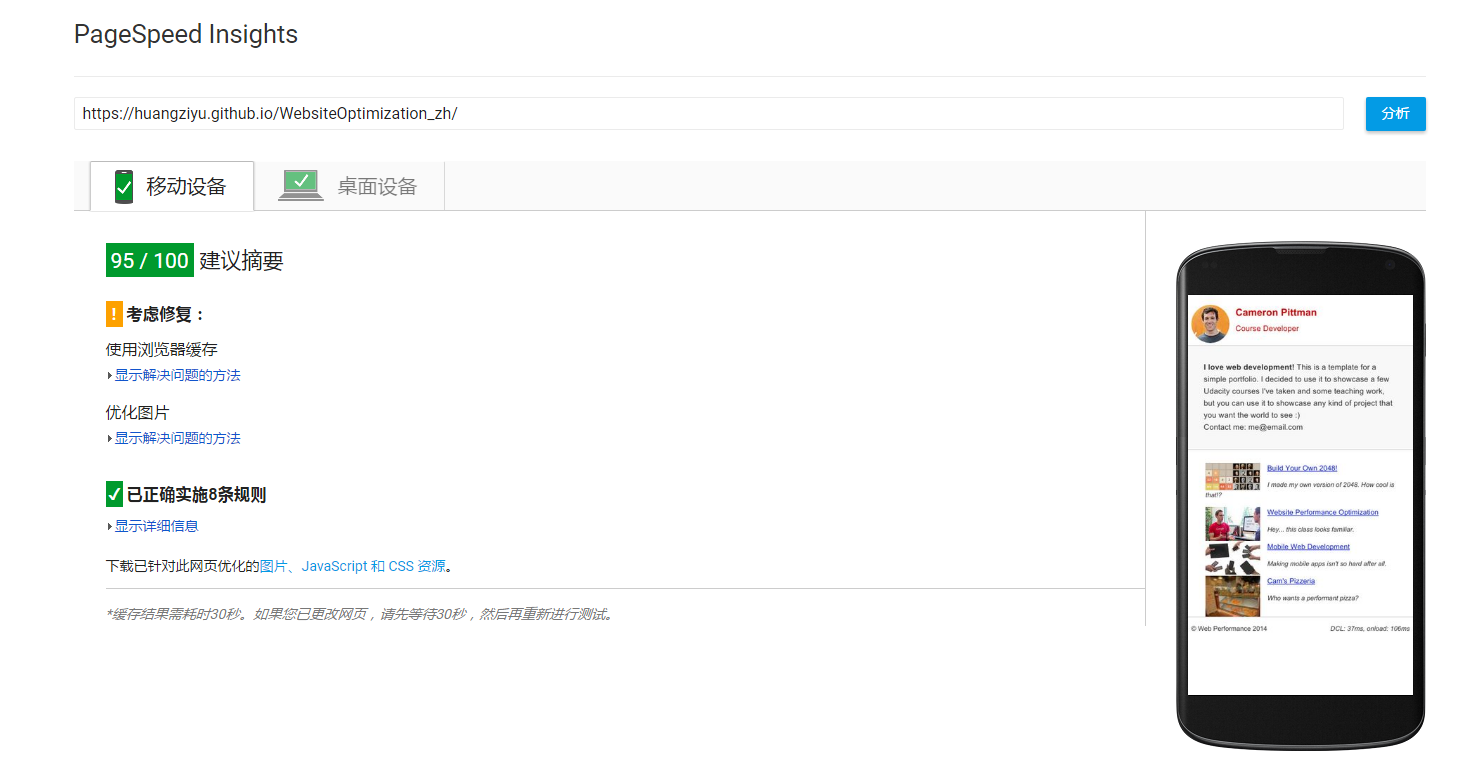 PageSpeed Insights
https://huangziyu.github.io/WebsiteOptimization_zh/
分析
移动设备
桌面设备
95 / 100 建议摘要
! 考虑修复：
使用浏览器缓存
显示解决问题的方法
优化图片
显示解决问题的方法
已正确实施8条规则
显示详细信息
下载已针对此网页优化的图片、JavaScript 和 CSS 资源。
*缓存结果需耗时30秒。如果您已更改网页，请先等待30秒，然后再重新进行测试。
Cameron Pittman
Course Developer
I love web development! This is a template for a
simple portfolio. I decided to use it to showcase a few
Udacity courses I've taken and some teaching work,
but you can use it to showcase any kind of project that
you want the world to see :)
Contact me: me@email.com
Build Your Own 2048!
I made my own version of 2048. How cool is
that!?
Website Performance Optimization
Hey... this class looks familiar.
Mobile Web Development
Making mobile apps isn't so hard after all.
Cam's Pizzeria
Who wants a performant pizza?
© Web Performance 2014
DCL: 37ms, onload: 106ms